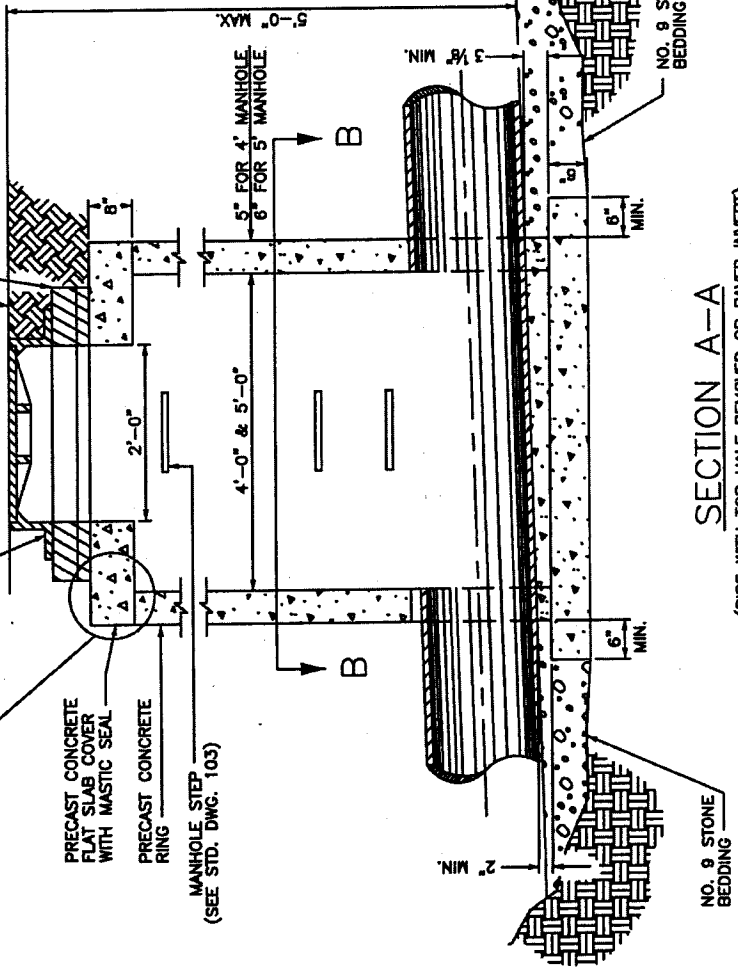 5'-0" MAX.
8"
5" FOR 4' MANHOLE
6" FOR 5' MANHOLE
2'-0"
4'-0" & 5'-0"
B
B
PRECAST CONCRETE
FLAT SLAB COVER
WITH MASTIC SEAL
PRECAST CONCRETE
RING
MANHOLE STEP
(SEE STD. DWG. 103)
3 1/8" MIN.
2" MIN.
6"
MIN.
6"
MIN.
NO. 9 STONE
BEDDING
NO. 9
BEDDING
SECTION A-A